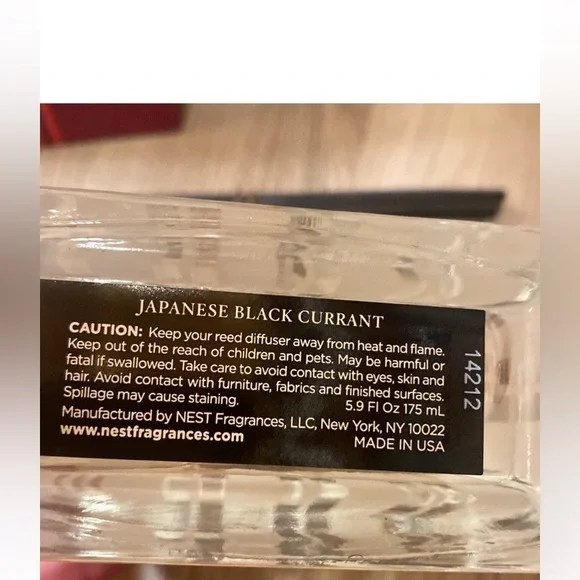 JAPANESE BLACK CURRANT
CAUTION: Keep your reed diffuser away from heat and flame.
Keep out of the reach of children and pets. May be harmful or
fatal if swallowed. Take care to avoid contact with eyes, skin and
hair. Avoid contact with furniture, fabrics and finished surfaces.
Spillage may cause staining. 5.9 Fl Oz 175 mL
Manufactured by NEST Fragrances, LLC, New York, NY 10022
www.nestfragrances.com MADE IN USA
14212